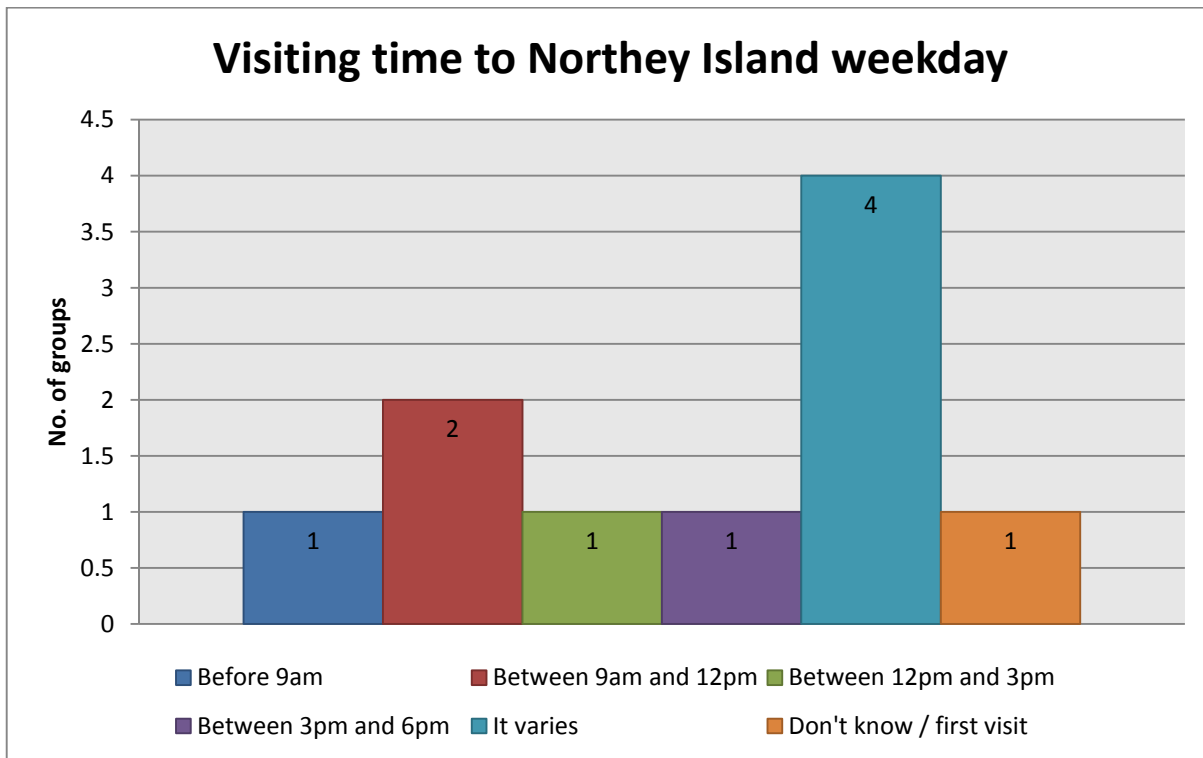 Visiting time to Northey Island weekday
No. of groups
4.5
4
3.5
3
2.5
2
1.5
1
0.5
0
1
2
1
1
4
1
Before 9am
Between 9am and 12pm
Between 12pm and 3pm
Between 3pm and 6pm
It varies
Don't know / first visit